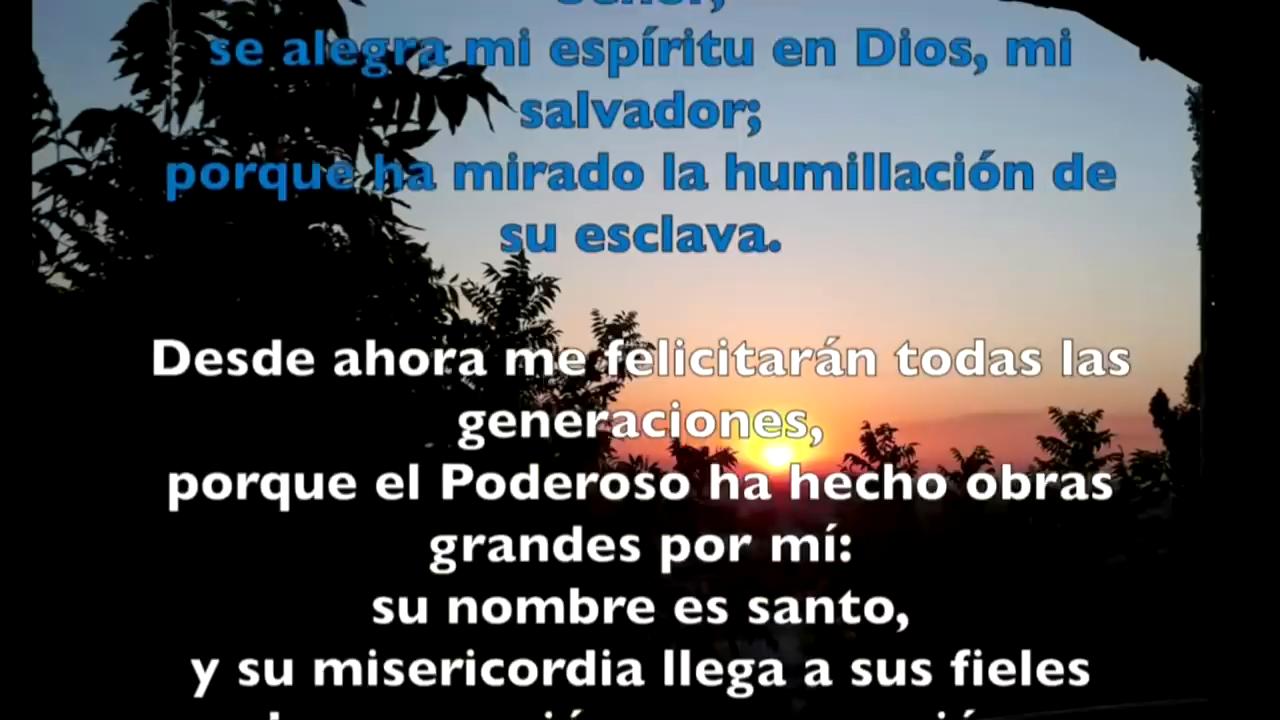 se alegra mi espíritu en Dios, mi
salvador;
porque ha mirado la humillación de
su esclava.
Desde ahora me felicitarán todas las
generaciones,
porque el Poderoso ha hecho obras
grandes por mí:
su nombre es santo,
y su misericordia llega a sus fieles